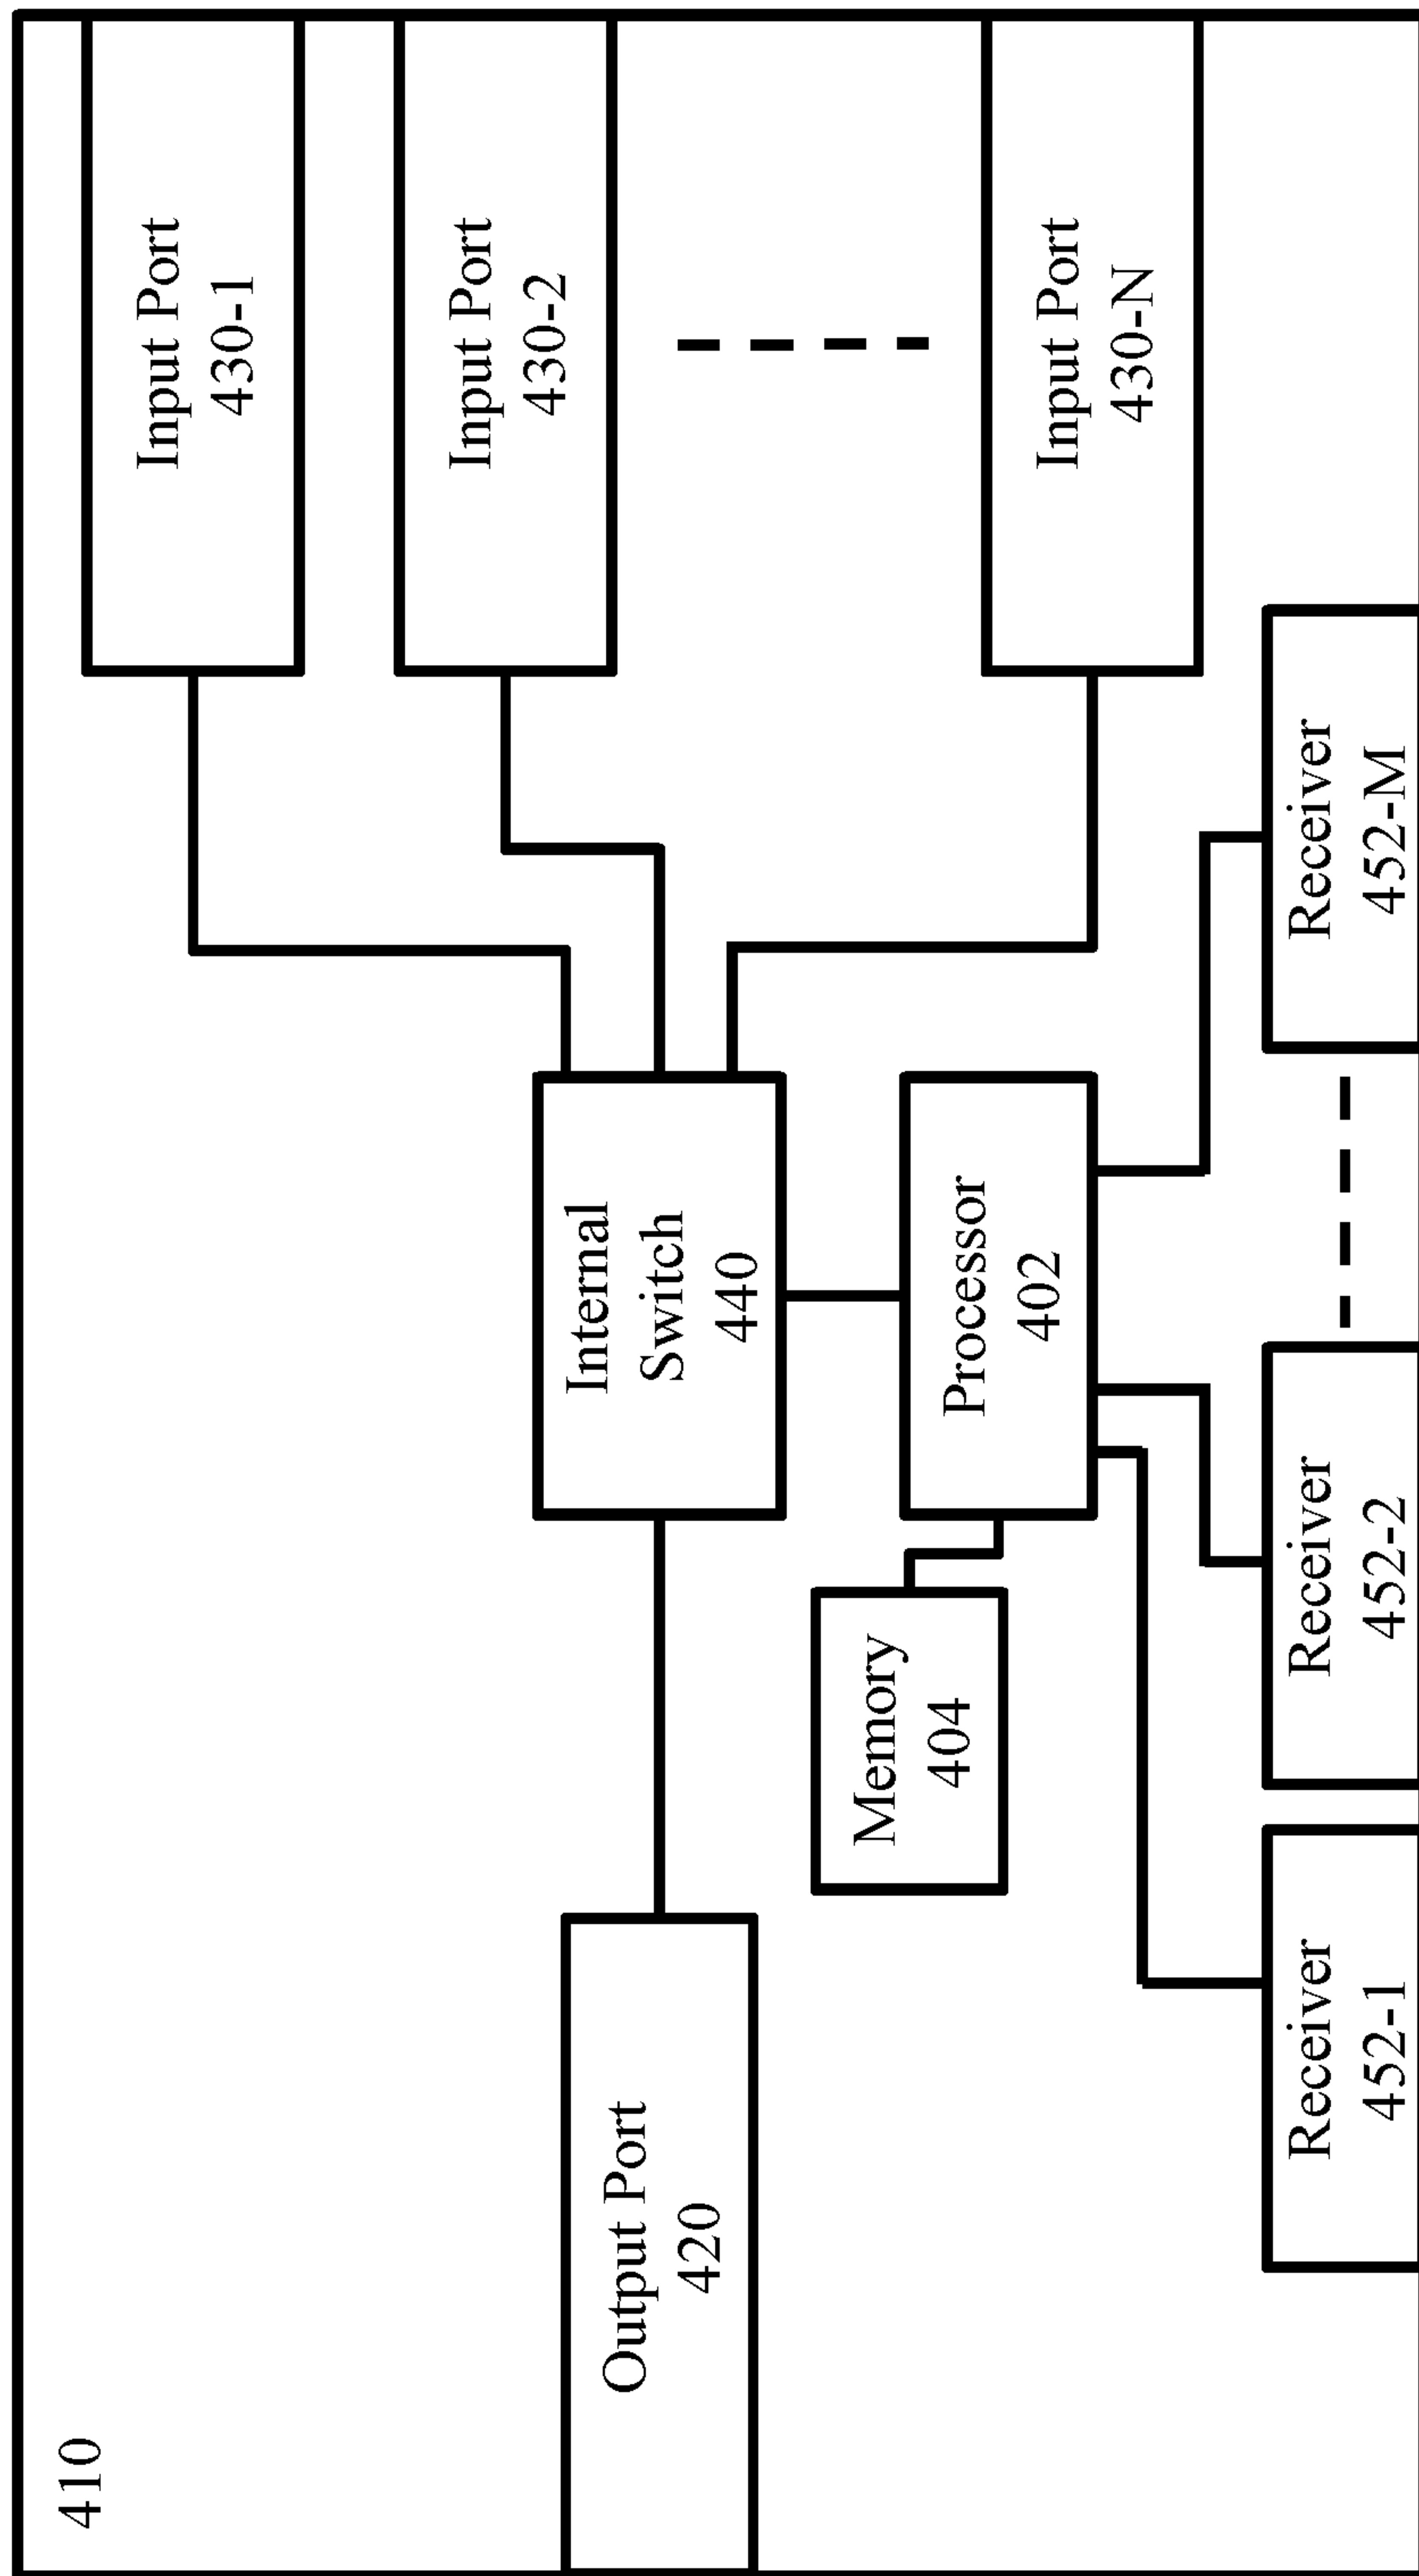 410
Input Port
430-1
Input Port
430-2
Input Port
430-N
Internal
Switch
440
Output Port
420
Processor
402
Memory
404
Receiver
452-1
Receiver
452-2
Receiver
452-M